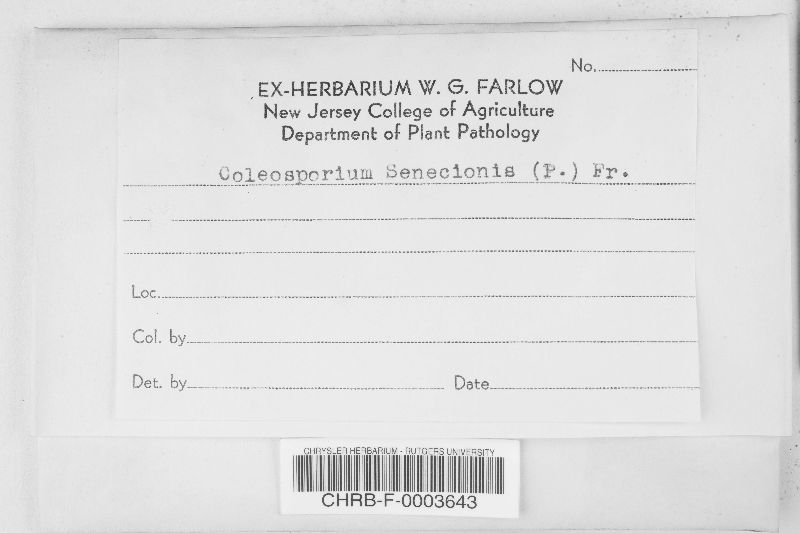 No.
EX-HERBARIUM W. G. FARLOW
New Jersey College of Agriculture
Department of Plant Pathology
Coleosporium Senecionis (P.) Fr.
Loc.
Col. by
Det. by Date
CHRYSLER HERBARIUM - RUTGERS UNIVERSITY
CHRB-F-0003643